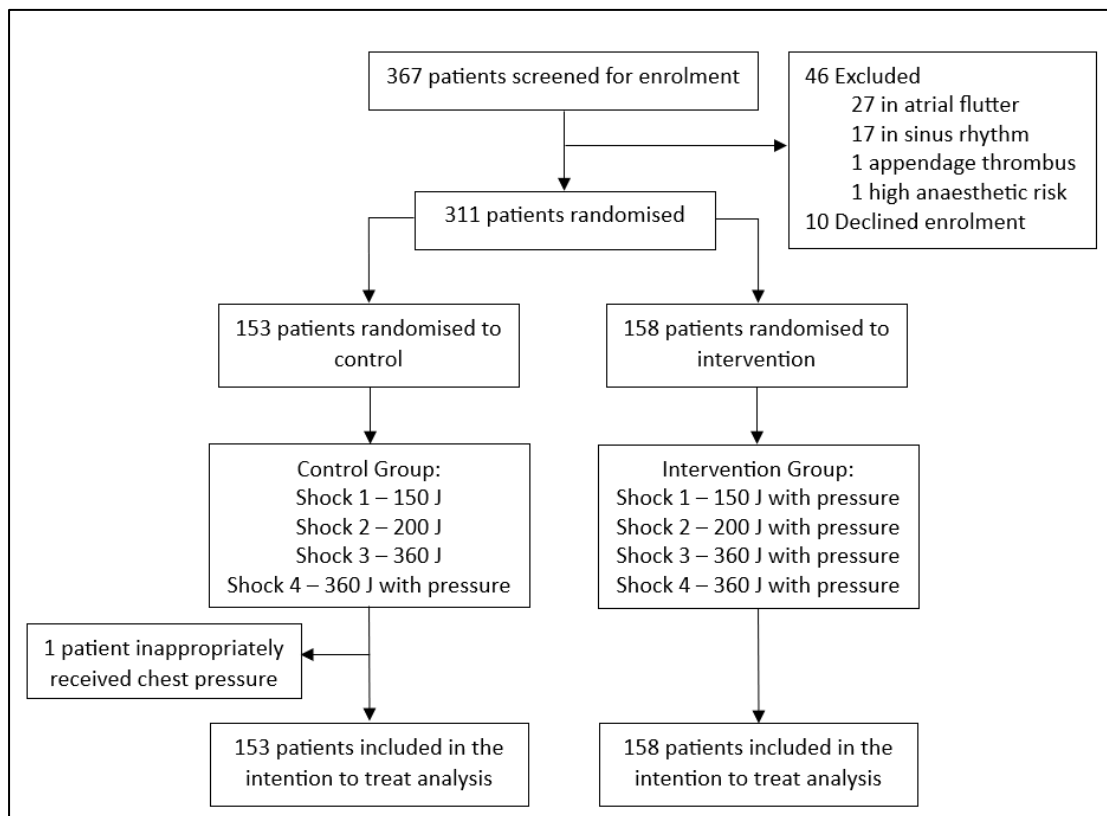 367 patients screened for enrolment
46 Excluded
27 in atrial flutter
17 in sinus rhythm
1 appendage thrombus
1 high anaesthetic risk
10 Declined enrolment
311 patients randomised
153 patients randomised to
control
158 patients randomised to
intervention
Control Group:
Shock 1 – 150 J
Shock 2 – 200 J
Shock 3 – 360 J
Shock 4 – 360 J with pressure
Intervention Group:
Shock 1 – 150 J with pressure
Shock 2 – 200 J with pressure
Shock 3 – 360 J with pressure
Shock 4 – 360 J with pressure
1 patient inappropriately
received chest pressure
153 patients included in the
intention to treat analysis
158 patients included in the
intention to treat analysis